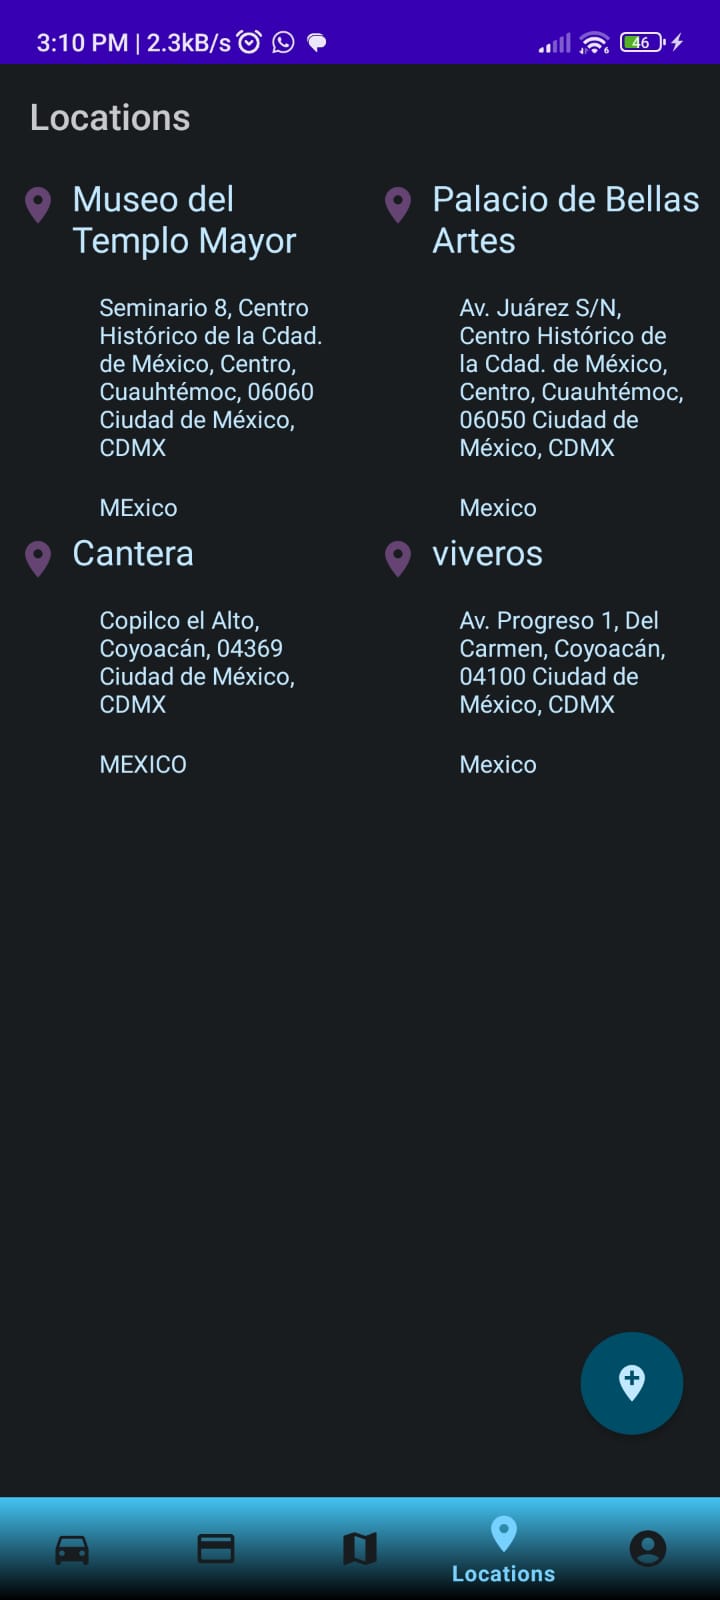 3:10 PM | 2.3kB/s
46
Locations
Museo del
Templo Mayor
Seminario 8, Centro
Histórico de la Cdad.
de México, Centro,
Cuauhtémoc, 06060
Ciudad de México,
CDMX
MExico
Palacio de Bellas
Artes
Av. Juárez S/N,
Centro Histórico de
la Cdad. de México,
Centro, Cuauhtémoc,
06050 Ciudad de
México, CDMX
Mexico
Cantera
Copilco el Alto,
Coyoacán, 04369
Ciudad de México,
CDMX
MEXICO
viveros
Av. Progreso 1, Del
Carmen, Coyoacán,
04100 Ciudad de
México, CDMX
Mexico
Locations